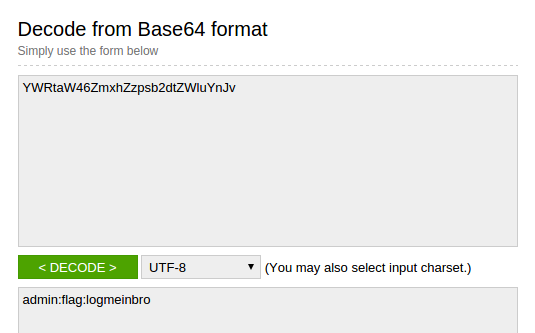 Decode from Base64 format
Simply use the form below
YWRtaW46ZmxhZzpsb2dtZWluYnJv
< DECODE >
UTF-8
(You may also select input charset.)
admin:flag:logmeinbro